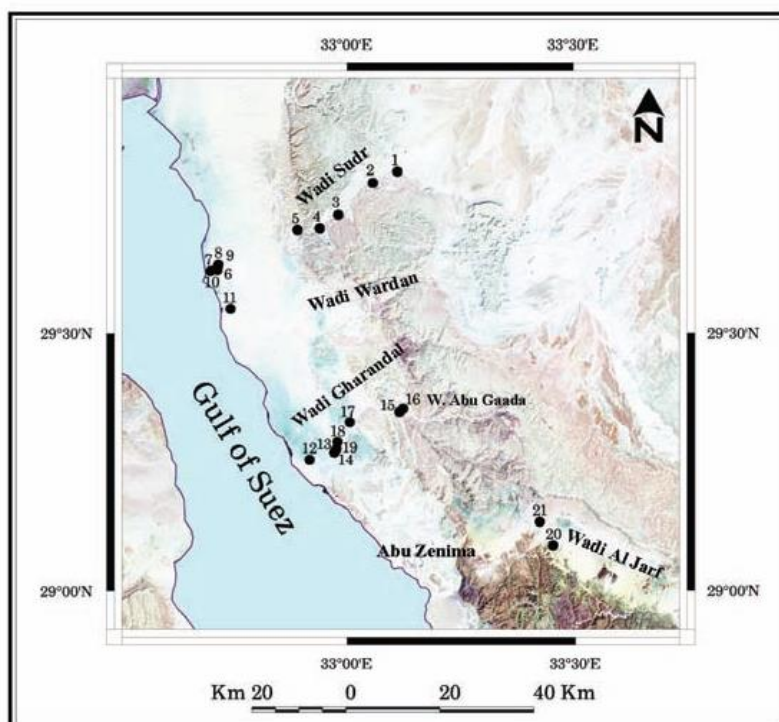 33°00'E 33°30'E
N
1
2
Wadi Sudr
3
4
5
8 9
7
6
10
11
Wadi Wardan
29°30'N 29°30'N
Wadi Gharandal
16 W. Abu Gaada
15
17
18
13 19
12
14
Gulf of Suez
21
20
Wadi Al Jarf
Abu Zenima
29°00'N 29°00'N
33°00'E 33°30'E
Km 20 0 20 40 Km